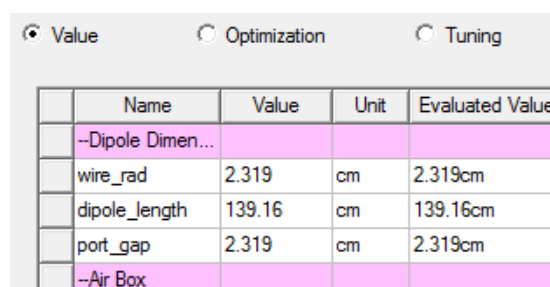 Value Optimization Tuning
Name Value Unit Evaluated Value
--Dipole Dimen...
wire_rad 2.319 cm 2.319cm
dipole_length 139.16 cm 139.16cm
port_gap 2.319 cm 2.319cm
--Air Box